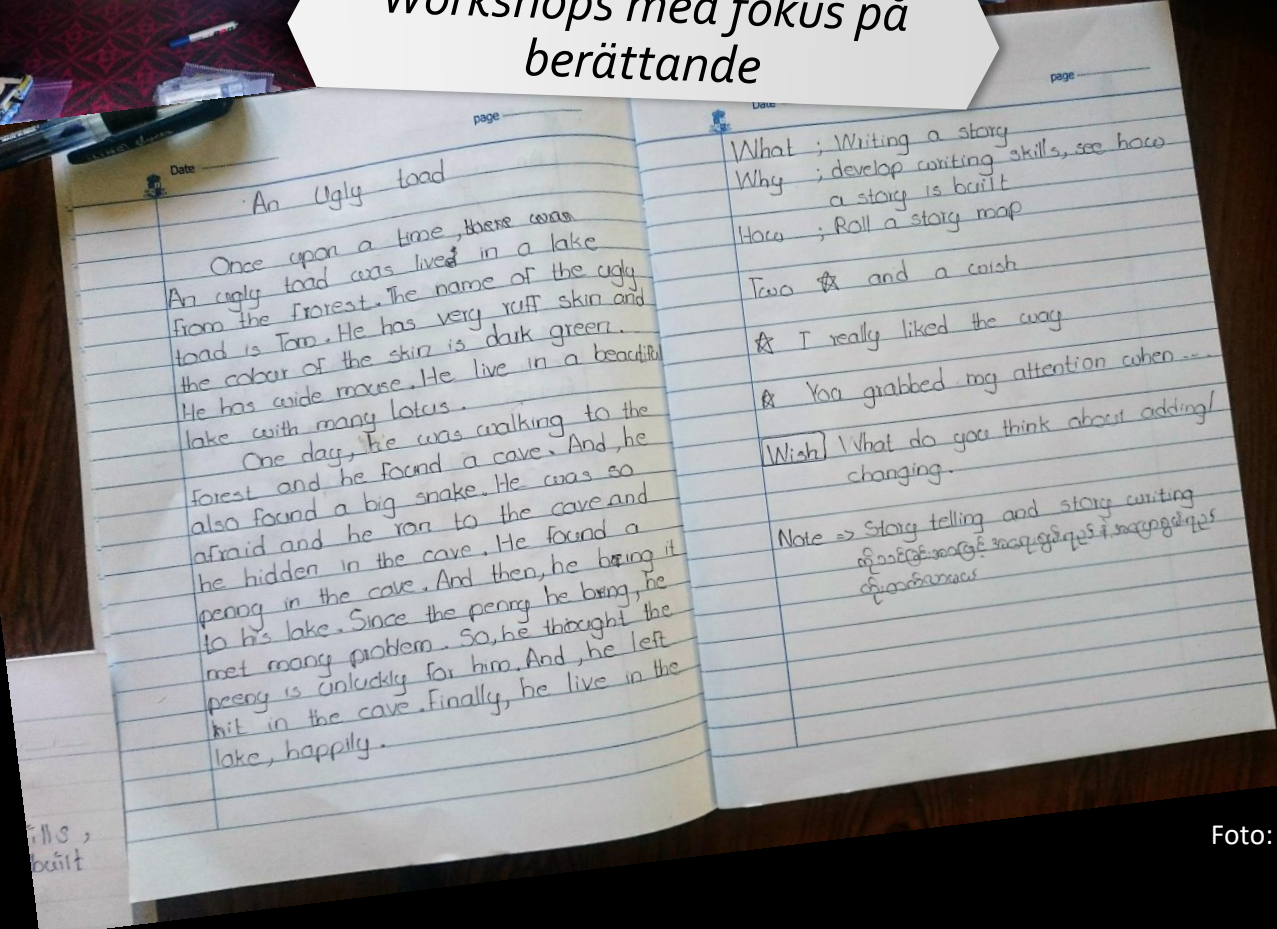 Workshops med fokus på
berättande
page
Date
An Ugly toad
Once upon a time, there was
An ugly toad was lived in a lake
from the frorest. The name of the ugly
toad is Tom. He has very ruff skin and
the colour of the skin is dark green.
He has wide mouse. He live in a beautiful
lake with many lotus.
One day, he was walking to the
forest and he found a cave. And, he
also found a big snake. He was so
afraid and he ran to the cave and
he hidden in the cave. He found a
penny in the cave. And then, he bring it
to his lake. Since the penny he bring, he
met many problem. So, he thought the
peeny is unluckly for him. And, he left
hit in the cave. Finally, he live in the
lake, happily.
page
Date
What ; Writing a story
Why ; develop writing skills, see how
a story is built
How ; Roll a story map
Two ☆ and a wish
☆ I really liked the way
☆ You grabbed my attention when ....
Wish What do you think about adding/
changing.
Note => Story telling and story writing
ills,
built
Foto: